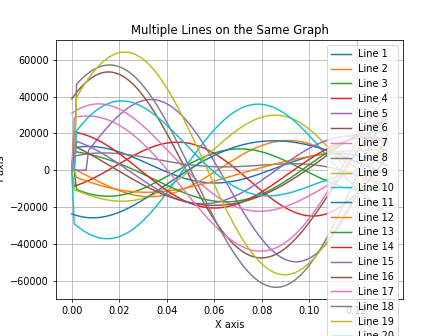 Multiple Lines on the Same Graph
60000
40000
20000
0
−20000
−40000
−60000
0.00
0.02
0.04
0.06
0.08
0.10
X axis
axis
Line 1
Line 2
Line 3
Line 4
Line 5
Line 6
Line 7
Line 8
Line 9
Line 10
Line 11
Line 12
Line 13
Line 14
Line 15
Line 16
Line 17
Line 18
Line 19
Line 20